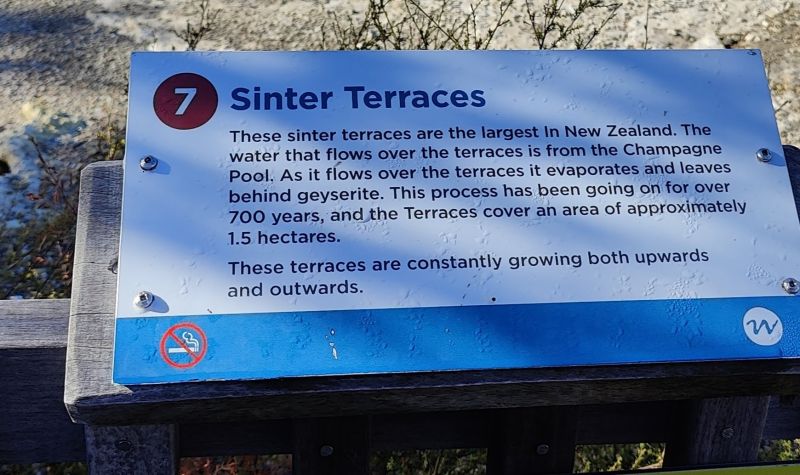 7
Sinter Terraces
These sinter terraces are the largest In New Zealand. The
water that flows over the terraces is from the Champagne
Pool. As it flows over the terraces it evaporates and leaves
behind geyserite. This process has been going on for over
700 years, and the Terraces cover an area of approximately
1.5 hectares.
These terraces are constantly growing both upwards
and outwards.
w